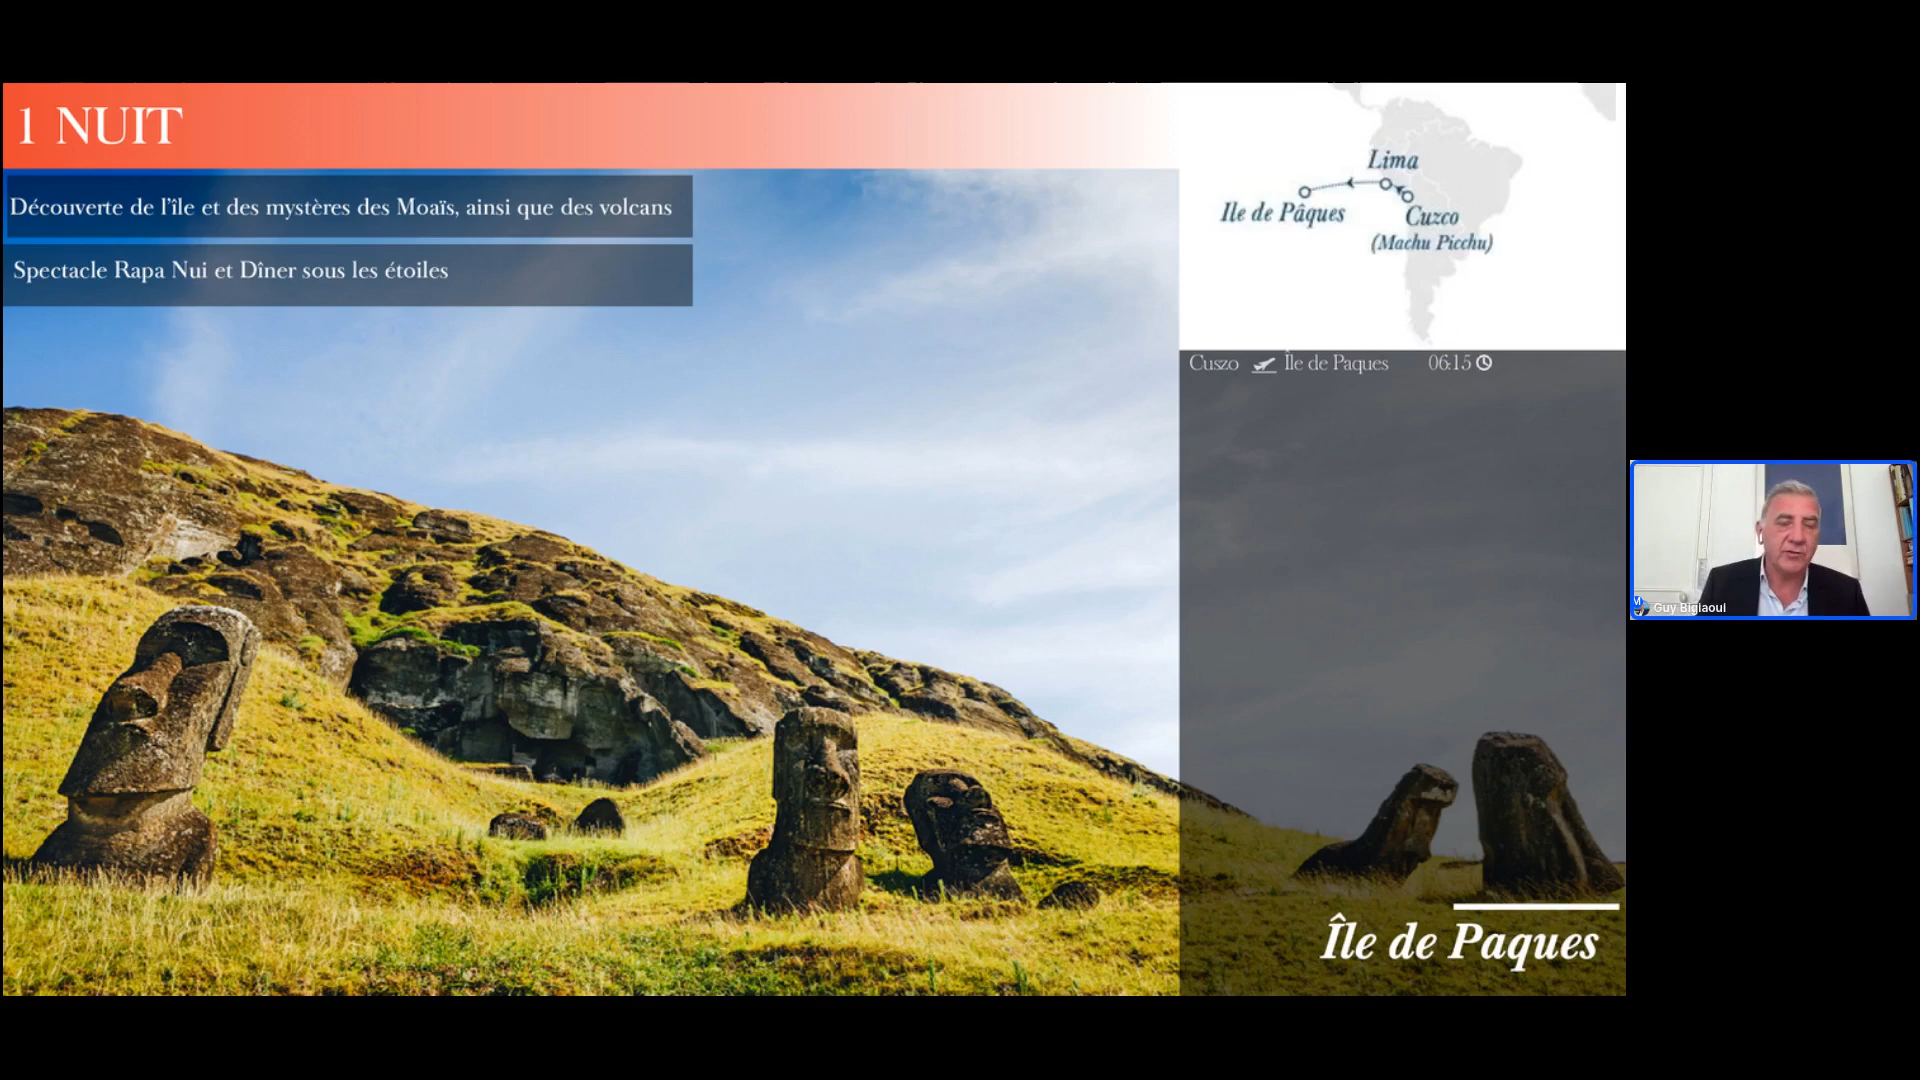 1 NUIT
Découverte de l'île et des mystères des Moaïs, ainsi que des volcans
Spectacle Rapa Nui et Dîner sous les étoiles
Lima
Ile de Pâques
Cuzco
(Machu Picchu)
Cuszo Île de Paques 06:15
Île de Paques
Guy Bigiaoui